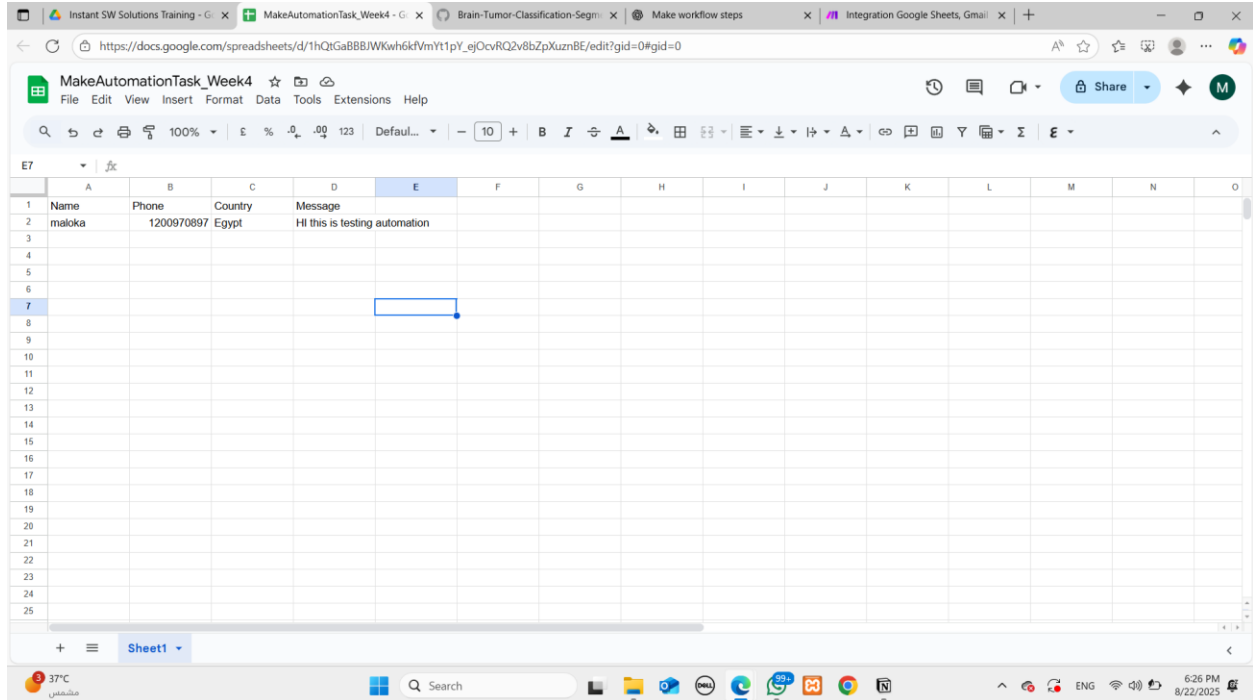 Instant SW Solutions Training - G
MakeAutomationTask_Week4 - G
Brain-Tumor-Classification-Segm
Make workflow steps
Integration Google Sheets, Gmail
https://docs.google.com/spreadsheets/d/1hQtGaBBBJWKwh6kfVmYt1pY_ejOcvRQ2v8bZpXuznBE/edit?gid=0#gid=0
MakeAutomationTask_Week4
Share
M
File Edit View Insert Format Data Tools Extensions Help
100% £ % .0 .00 123 Defaul... 10 B I A
E7 fx
A B C D E F G H I J K L M N O
1 Name Phone Country Message
2 maloka 1200970897 Egypt HI this is testing automation
3
4
5
6
7
8
9
10
11
12
13
14
15
16
17
18
19
20
21
22
23
24
25
Sheet1
3 37°C
مشمس
Search
DELL
99+
ENG
6:26 PM
8/22/2025